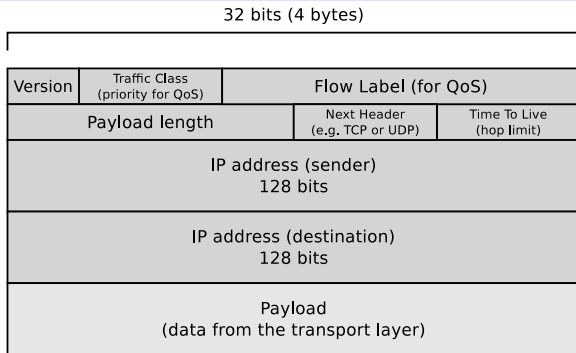 32 bits (4 bytes)
Version
Traffic Class
(priority for QoS)
Flow Label (for QoS)
Payload length
Next Header
(e.g. TCP or UDP)
Time To Live
(hop limit)
IP address (sender)
128 bits
IP address (destination)
128 bits
Payload
(data from the transport layer)